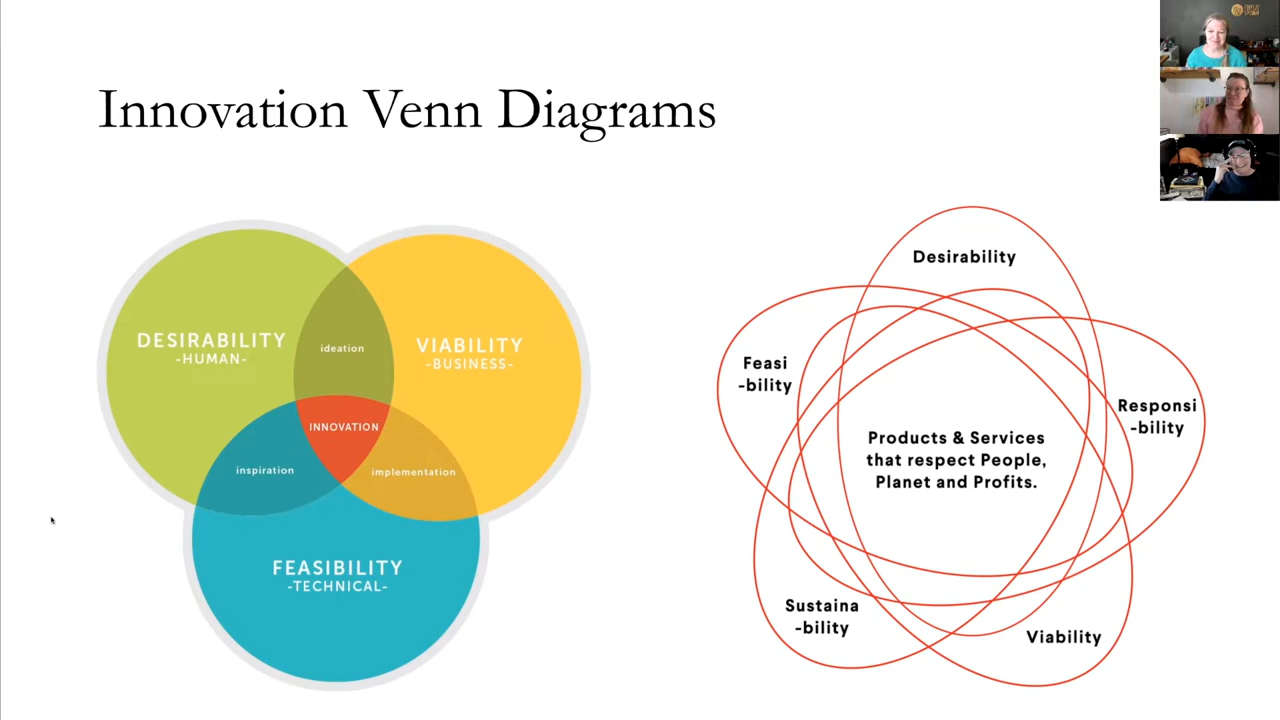 Innovation Venn Diagrams
DESIRABILITY
-HUMAN-
ideation
VIABILITY
-BUSINESS-
INNOVATION
inspiration
implementation
FEASIBILITY
-TECHNICAL-
Desirability
Feasi
-bility
Responsi
-bility
Products & Services
that respect People,
Planet and Profits.
Sustaina
-bility
Viability